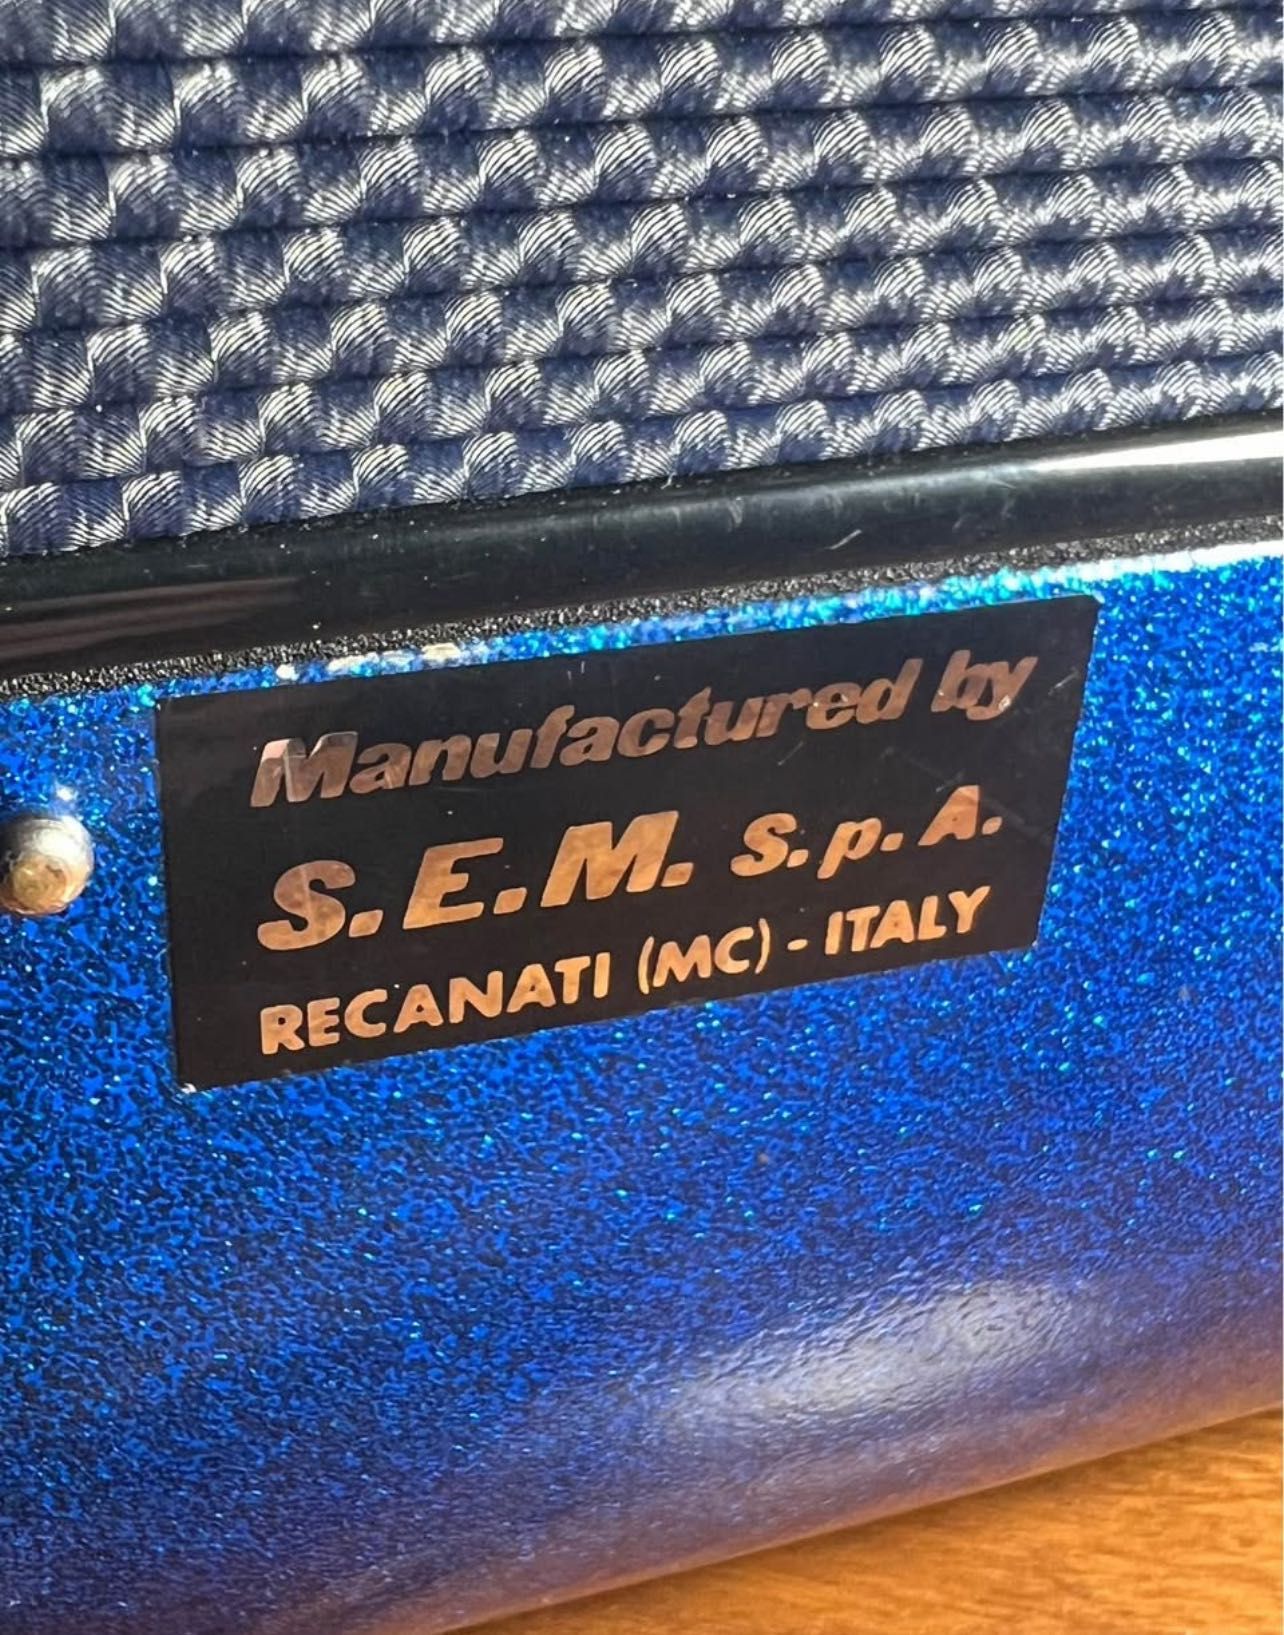 Manufactured by
S.E.M. S.p.A.
RECANATI (MC) - ITALY